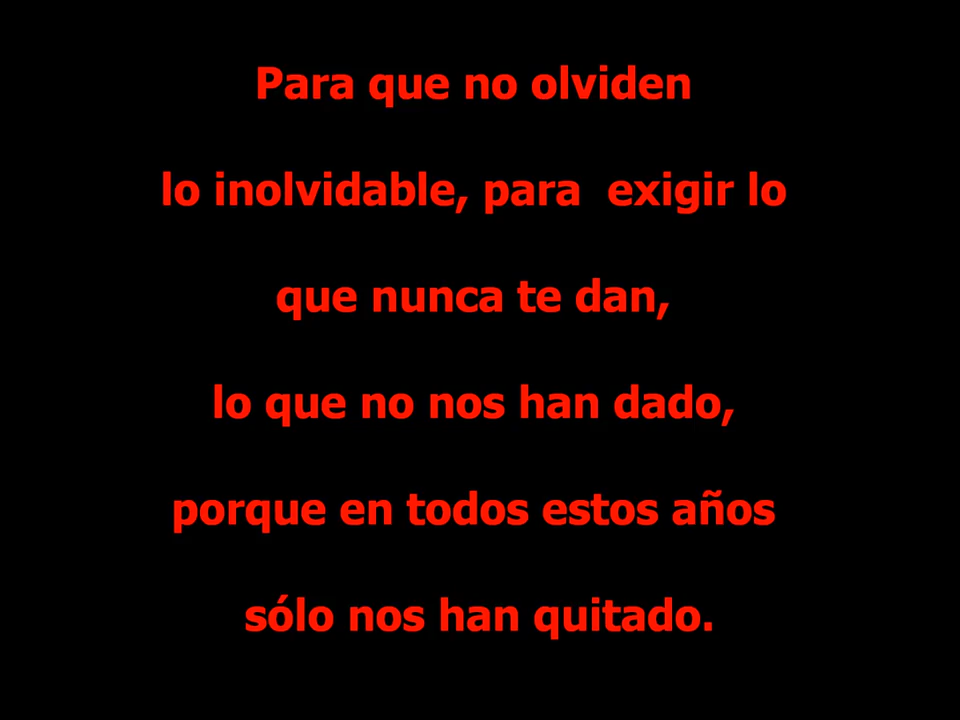 Para que no olviden
lo inolvidable, para  exigir lo
que nunca te dan,
lo que no nos han dado,
porque en todos estos años
sólo nos han quitado.